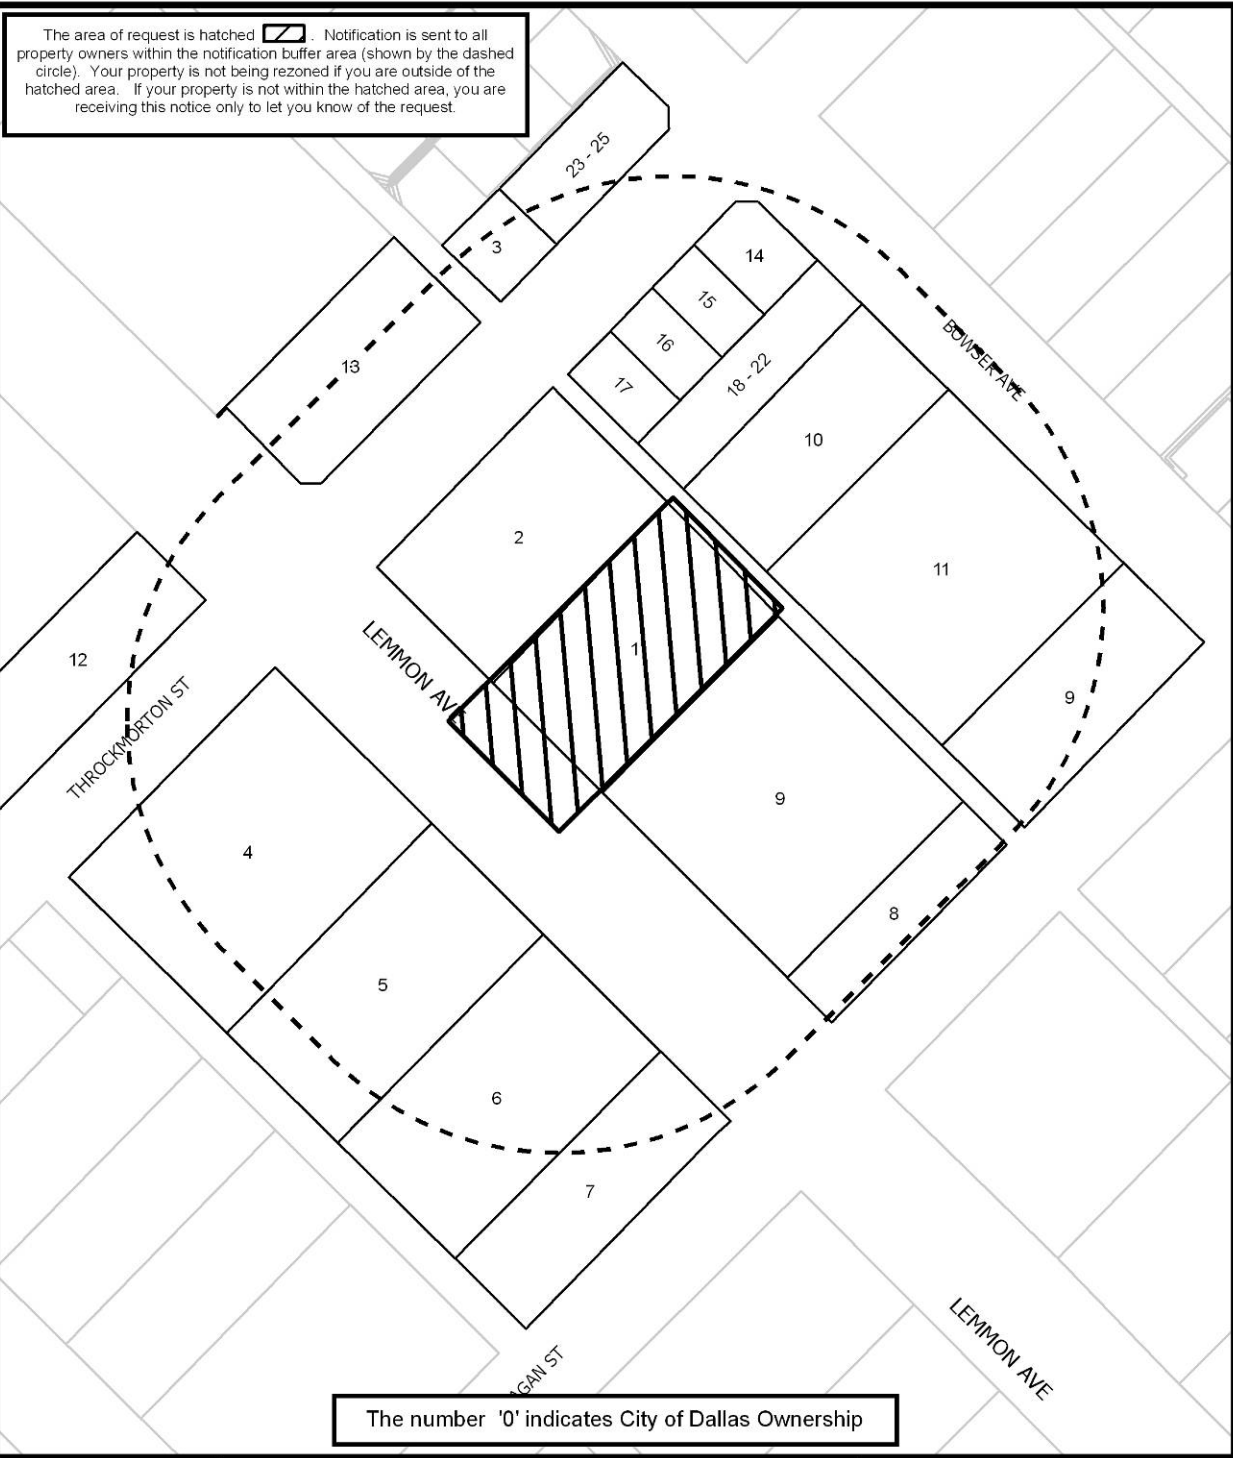 The area of request is hatched . Notification is sent to all
property owners within the notification buffer area (shown by the dashed
circle). Your property is not being rezoned if you are outside of the
hatched area. If your property is not within the hatched area, you are
receiving this notice only to let you know of the request.
23 - 25
3
14
15
13
BOWSER AVE
16
18 - 22
17
10
2
11
1
LEMMON AVE
12
9
THROCKMORTON ST
9
4
8
5
6
7
LEMMON AVE
AGAN ST
The number '0' indicates City of Dallas Ownership